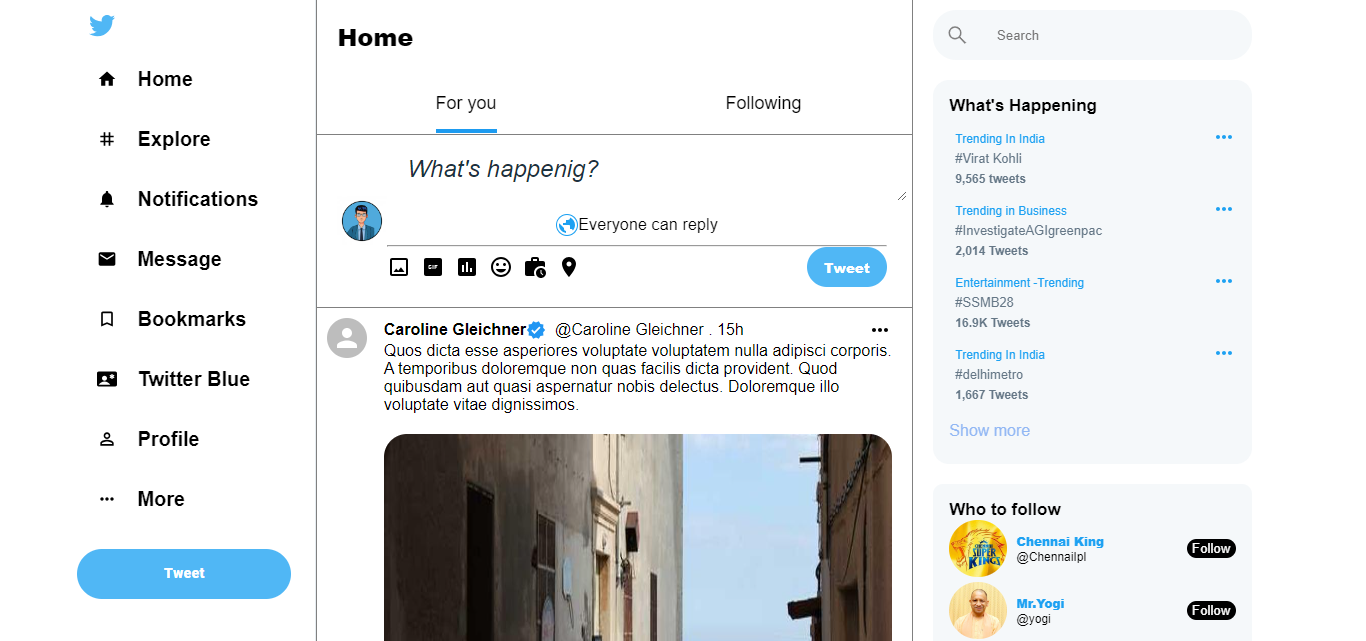 Home
Explore
Notifications
Message
Bookmarks
Twitter Blue
Profile
More
Tweet
Home
For you
Following
What's happenig?
Everyone can reply
GIF
Tweet
Caroline Gleichner @Caroline Gleichner . 15h
Quos dicta esse asperiores voluptate voluptatem nulla adipisci corporis.
A temporibus doloremque non quas facilis dicta provident. Quod
quibusdam aut quasi aspernatur nobis delectus. Doloremque illo
voluptate vitae dignissimos.
Search
What's Happening
Trending In India
#Virat Kohli
9,565 tweets
Trending in Business
#InvestigateAGIgreenpac
2,014 Tweets
Entertainment -Trending
#SSMB28
16.9K Tweets
Trending In India
#delhimetro
1,667 Tweets
Show more
Who to follow
CHENNAI
SUPER
KINGS
Chennai King
@Chennailpl
Follow
Mr.Yogi
@yogi
Follow